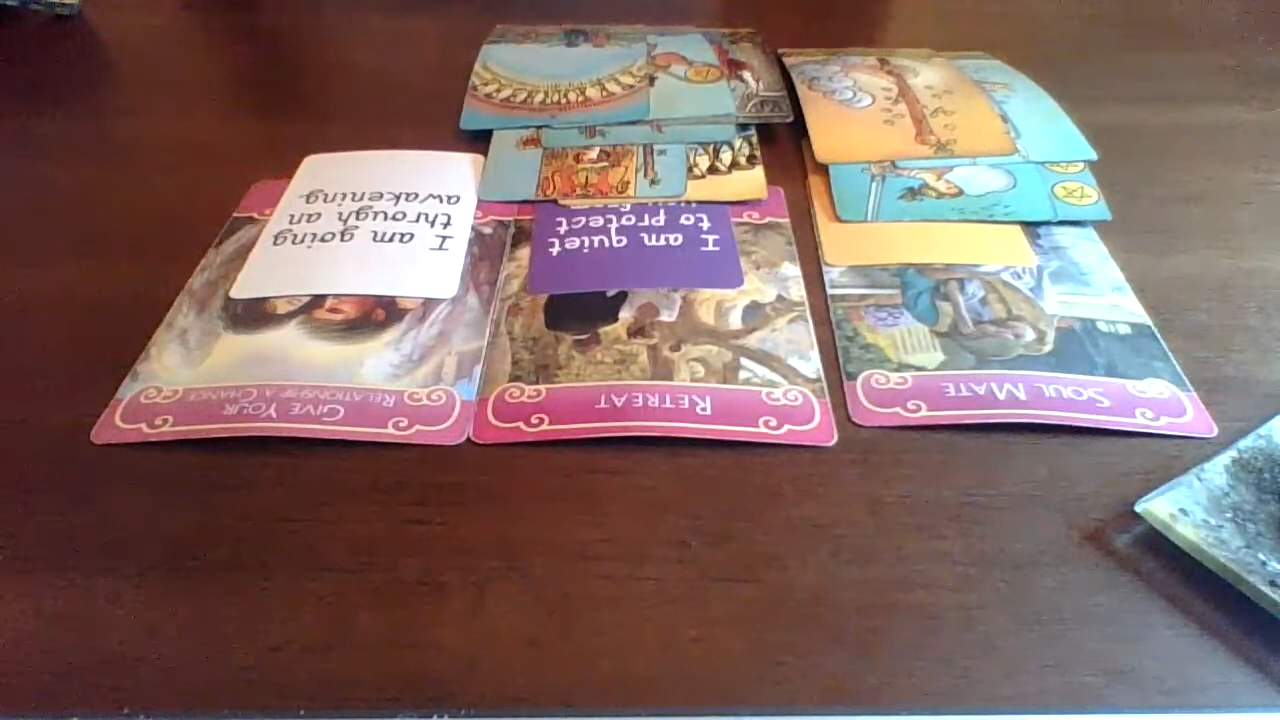 I am going
through an
awakening.
I am quiet
to protect
GIVE YOUR
RELATIONSHIP A CHANCE
RETREAT
SOUL MATE